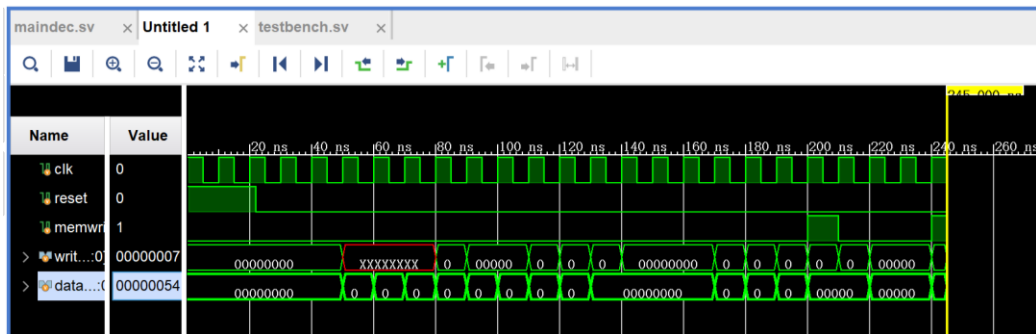 maindec.sv × Untitled 1 × testbench.sv ×
245.000 ns
Name Value
20 ns 40 ns 60 ns 80 ns 100 ns 120 ns 140 ns 160 ns 180 ns 200 ns 220 ns 240 ns 260 ns
clk 0
reset 0
memwri 1
> writ...:0] 00000007 00000000 XXXXXXXX 0 00000 0 0 0 00000000 0 0 0 0 0 00000
> data...:0 00000054 00000000 0 0 0 0 0 0 0 0 00000000 0 0 0 00000 00000